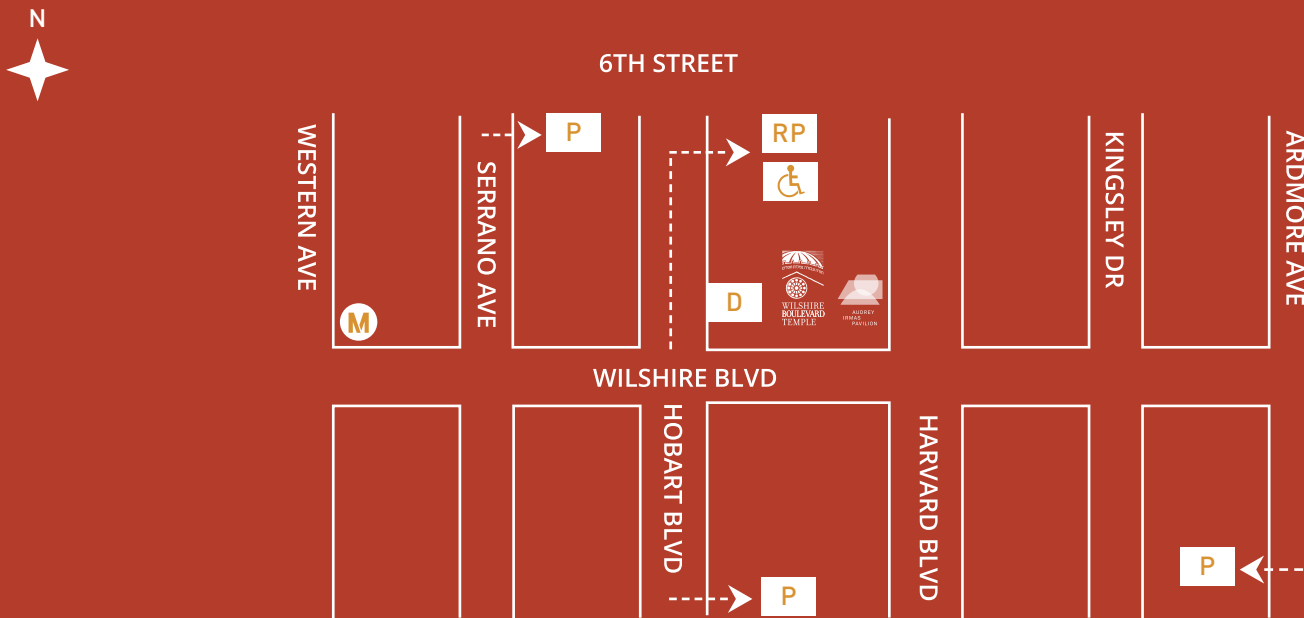 N
6TH STREET
WESTERN AVE
SERRANO AVE
P
RP
KINGSLEY DR
ARDMORE AVE
M
D
WILSHIRE
BOULEVARD
TEMPLE
AUDREY
IRMAS
PAVILION
WILSHIRE BLVD
HOBART BLVD
HARVARD BLVD
P
P